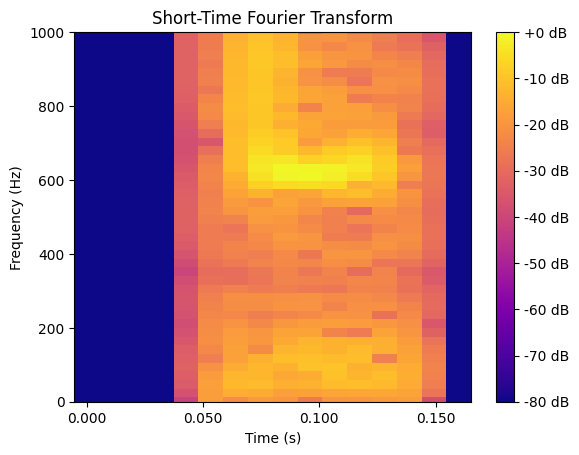 Short-Time Fourier Transform
1000
800
600
400
200
0
Frequency (Hz)
0.000
0.050
0.100
0.150
Time (s)
+0 dB
-10 dB
-20 dB
-30 dB
-40 dB
-50 dB
-60 dB
-70 dB
-80 dB